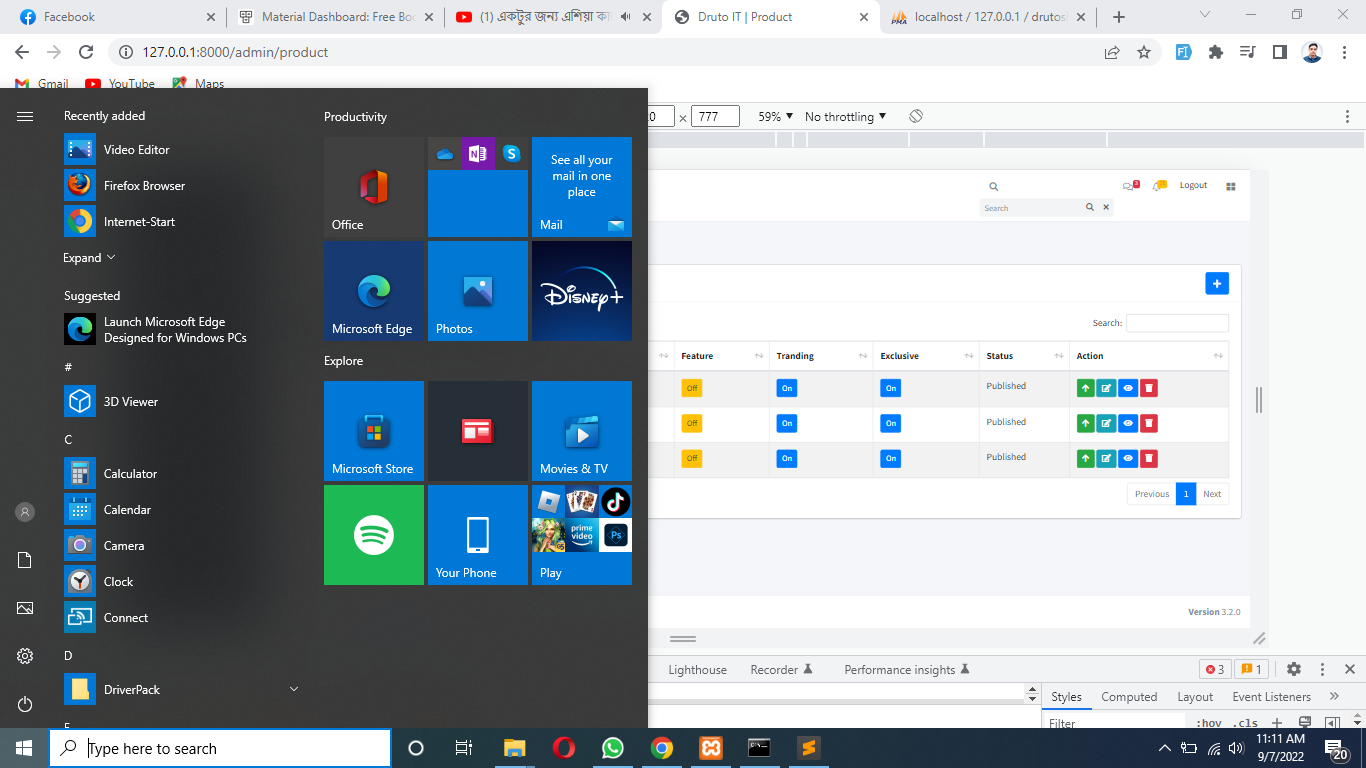 Facebook
Material Dashboard: Free Boo
(1) একটুর জন্য এশিয়া কা
Druto IT | Product
localhost / 127.0.0.1 / drutos
127.0.0.1:8000/admin/product
Gmail
YouTube
Maps
Recently added
Video Editor
Firefox Browser
Internet-Start
Expand
Suggested
Launch Microsoft Edge
Designed for Windows PCs
#
3D Viewer
C
Calculator
Calendar
Camera
Clock
Connect
D
DriverPack
Productivity
Office
See all your
mail in one
place
Mail
Microsoft Edge
Photos
Disney+
Explore
Microsoft Store
Movies & TV
Your Phone
prime video
Ps
Play
× 777
59%
No throttling
3
Logout
Search
Search:
Feature Tranding Exclusive Status Action
Off On On Published
Off On On Published
Off On On Published
Previous 1 Next
Version 3.2.0
Lighthouse
Recorder
Performance insights
3
1
Styles
Computed
Layout
Event Listeners
Filter
:hov .cls
Type here to search
11:11 AM
9/7/2022
20